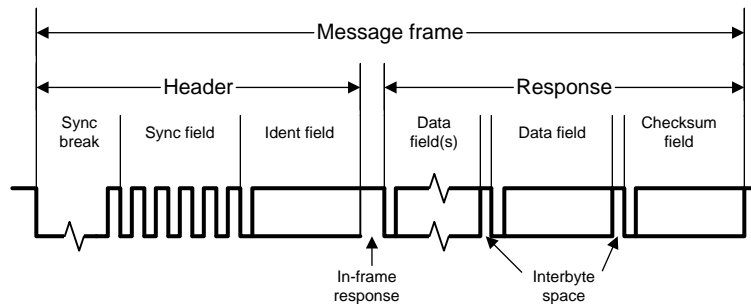 Message frame
Header
Response
Sync
break
Sync field
Ident field
Data
field(s)
Data field
Checksum
field
In-frame
response
Interbyte
space